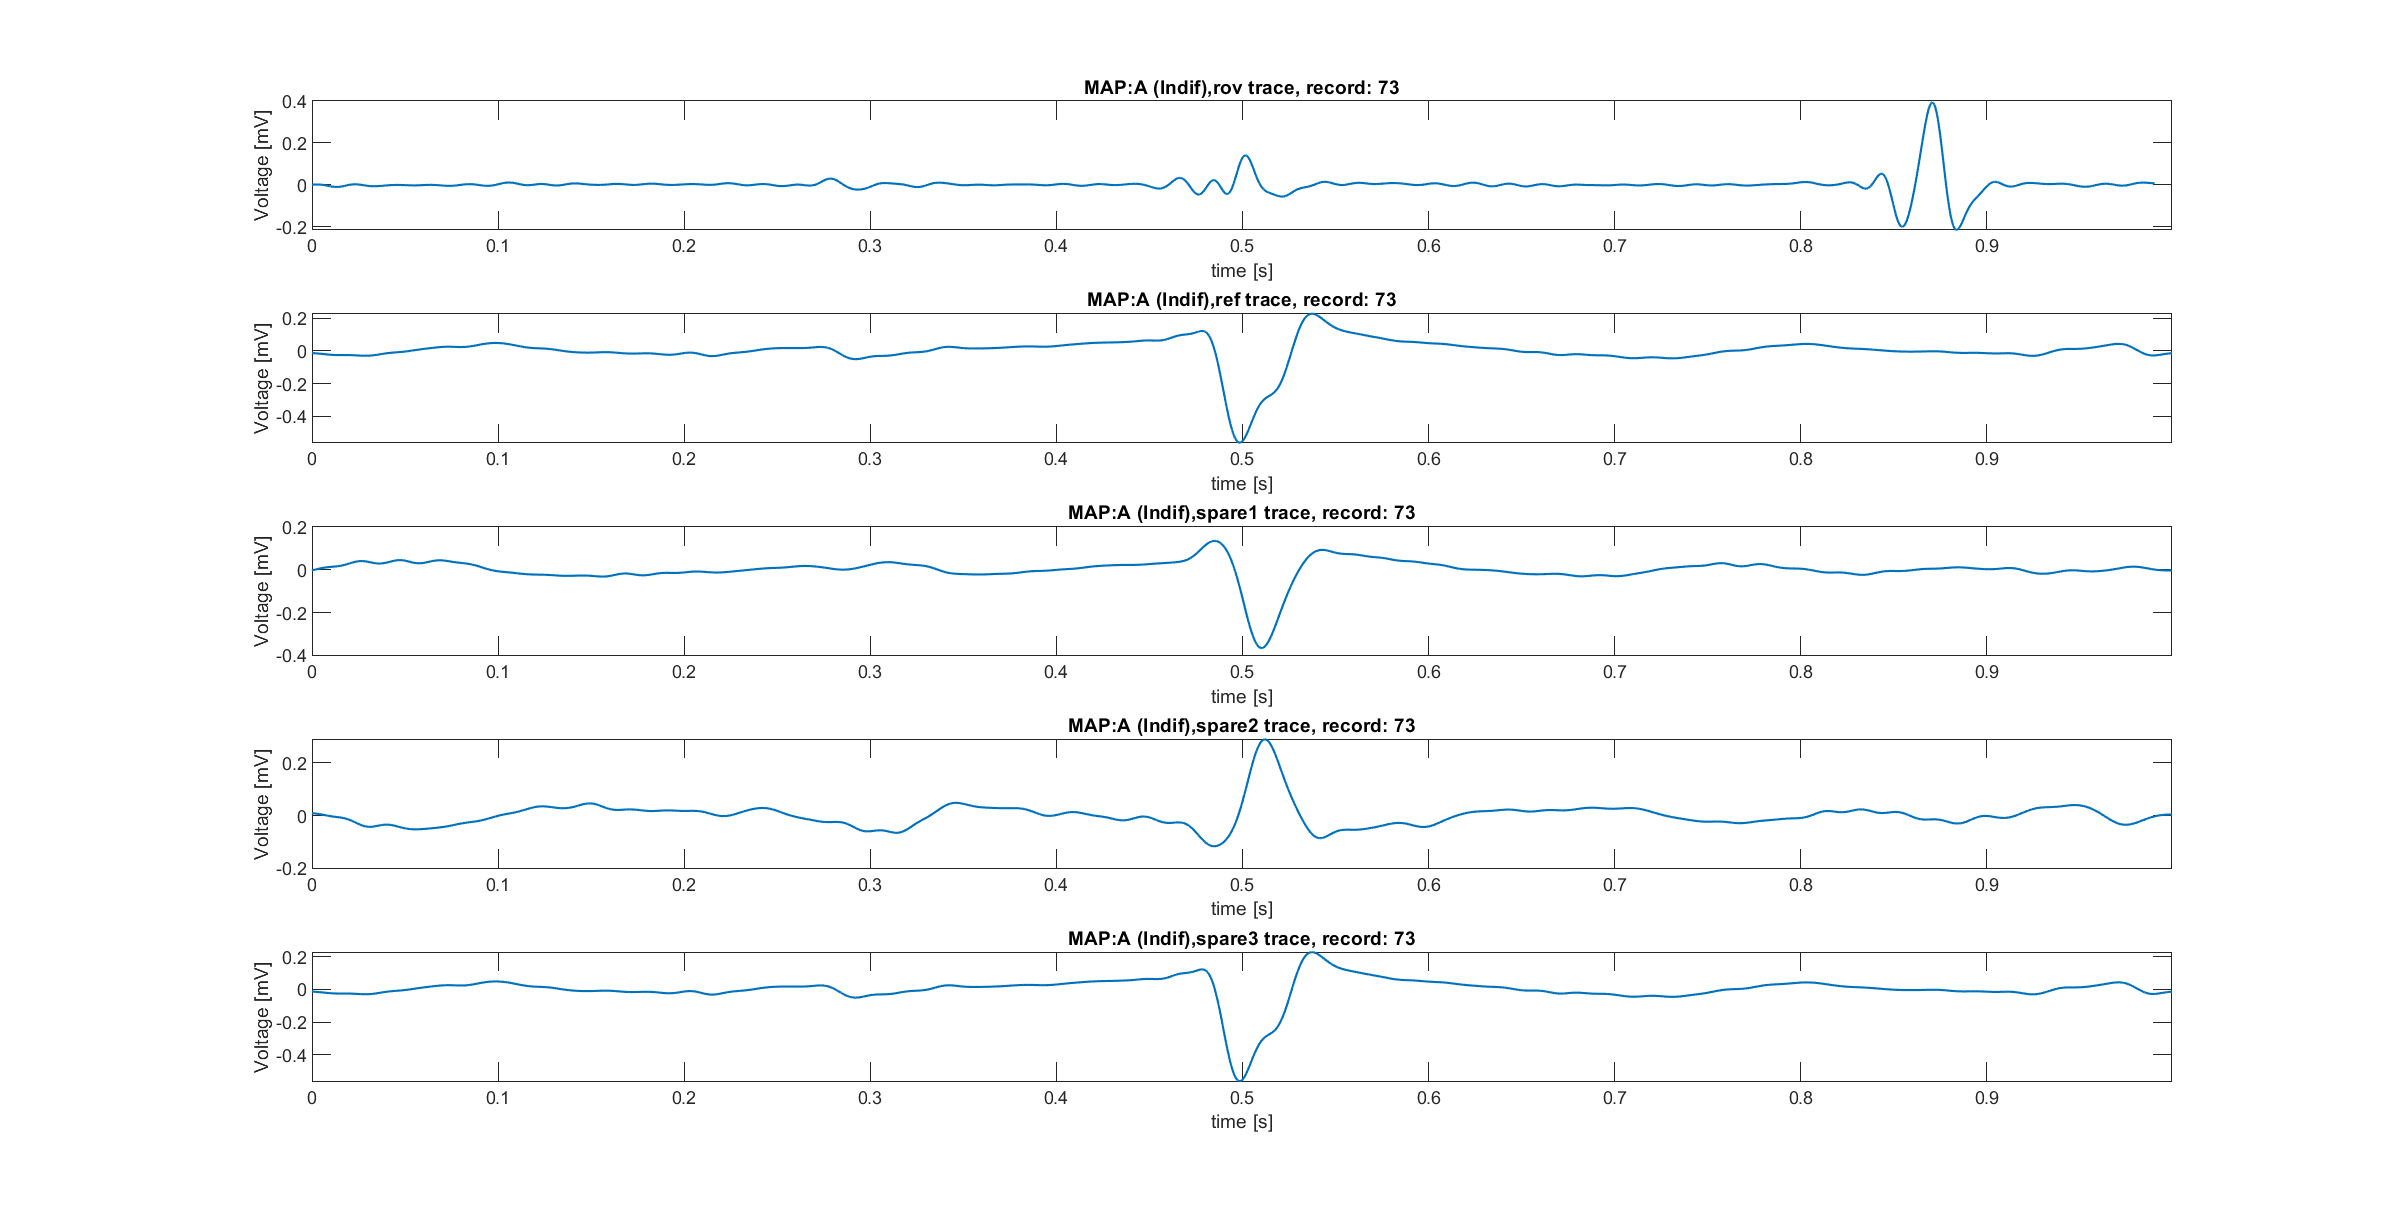 MAP:A (Indif),rov trace, record: 73
Voltage [mV]
0.4
0.2
0
-0.2
0 0.1 0.2 0.3 0.4 0.5 0.6 0.7 0.8 0.9
time [s]
MAP:A (Indif),ref trace, record: 73
Voltage [mV]
0.2
0
-0.2
-0.4
0 0.1 0.2 0.3 0.4 0.5 0.6 0.7 0.8 0.9
time [s]
MAP:A (Indif),spare1 trace, record: 73
Voltage [mV]
0.2
0
-0.2
-0.4
0 0.1 0.2 0.3 0.4 0.5 0.6 0.7 0.8 0.9
time [s]
MAP:A (Indif),spare2 trace, record: 73
Voltage [mV]
0.2
0
-0.2
0 0.1 0.2 0.3 0.4 0.5 0.6 0.7 0.8 0.9
time [s]
MAP:A (Indif),spare3 trace, record: 73
Voltage [mV]
0.2
0
-0.2
-0.4
0 0.1 0.2 0.3 0.4 0.5 0.6 0.7 0.8 0.9
time [s]